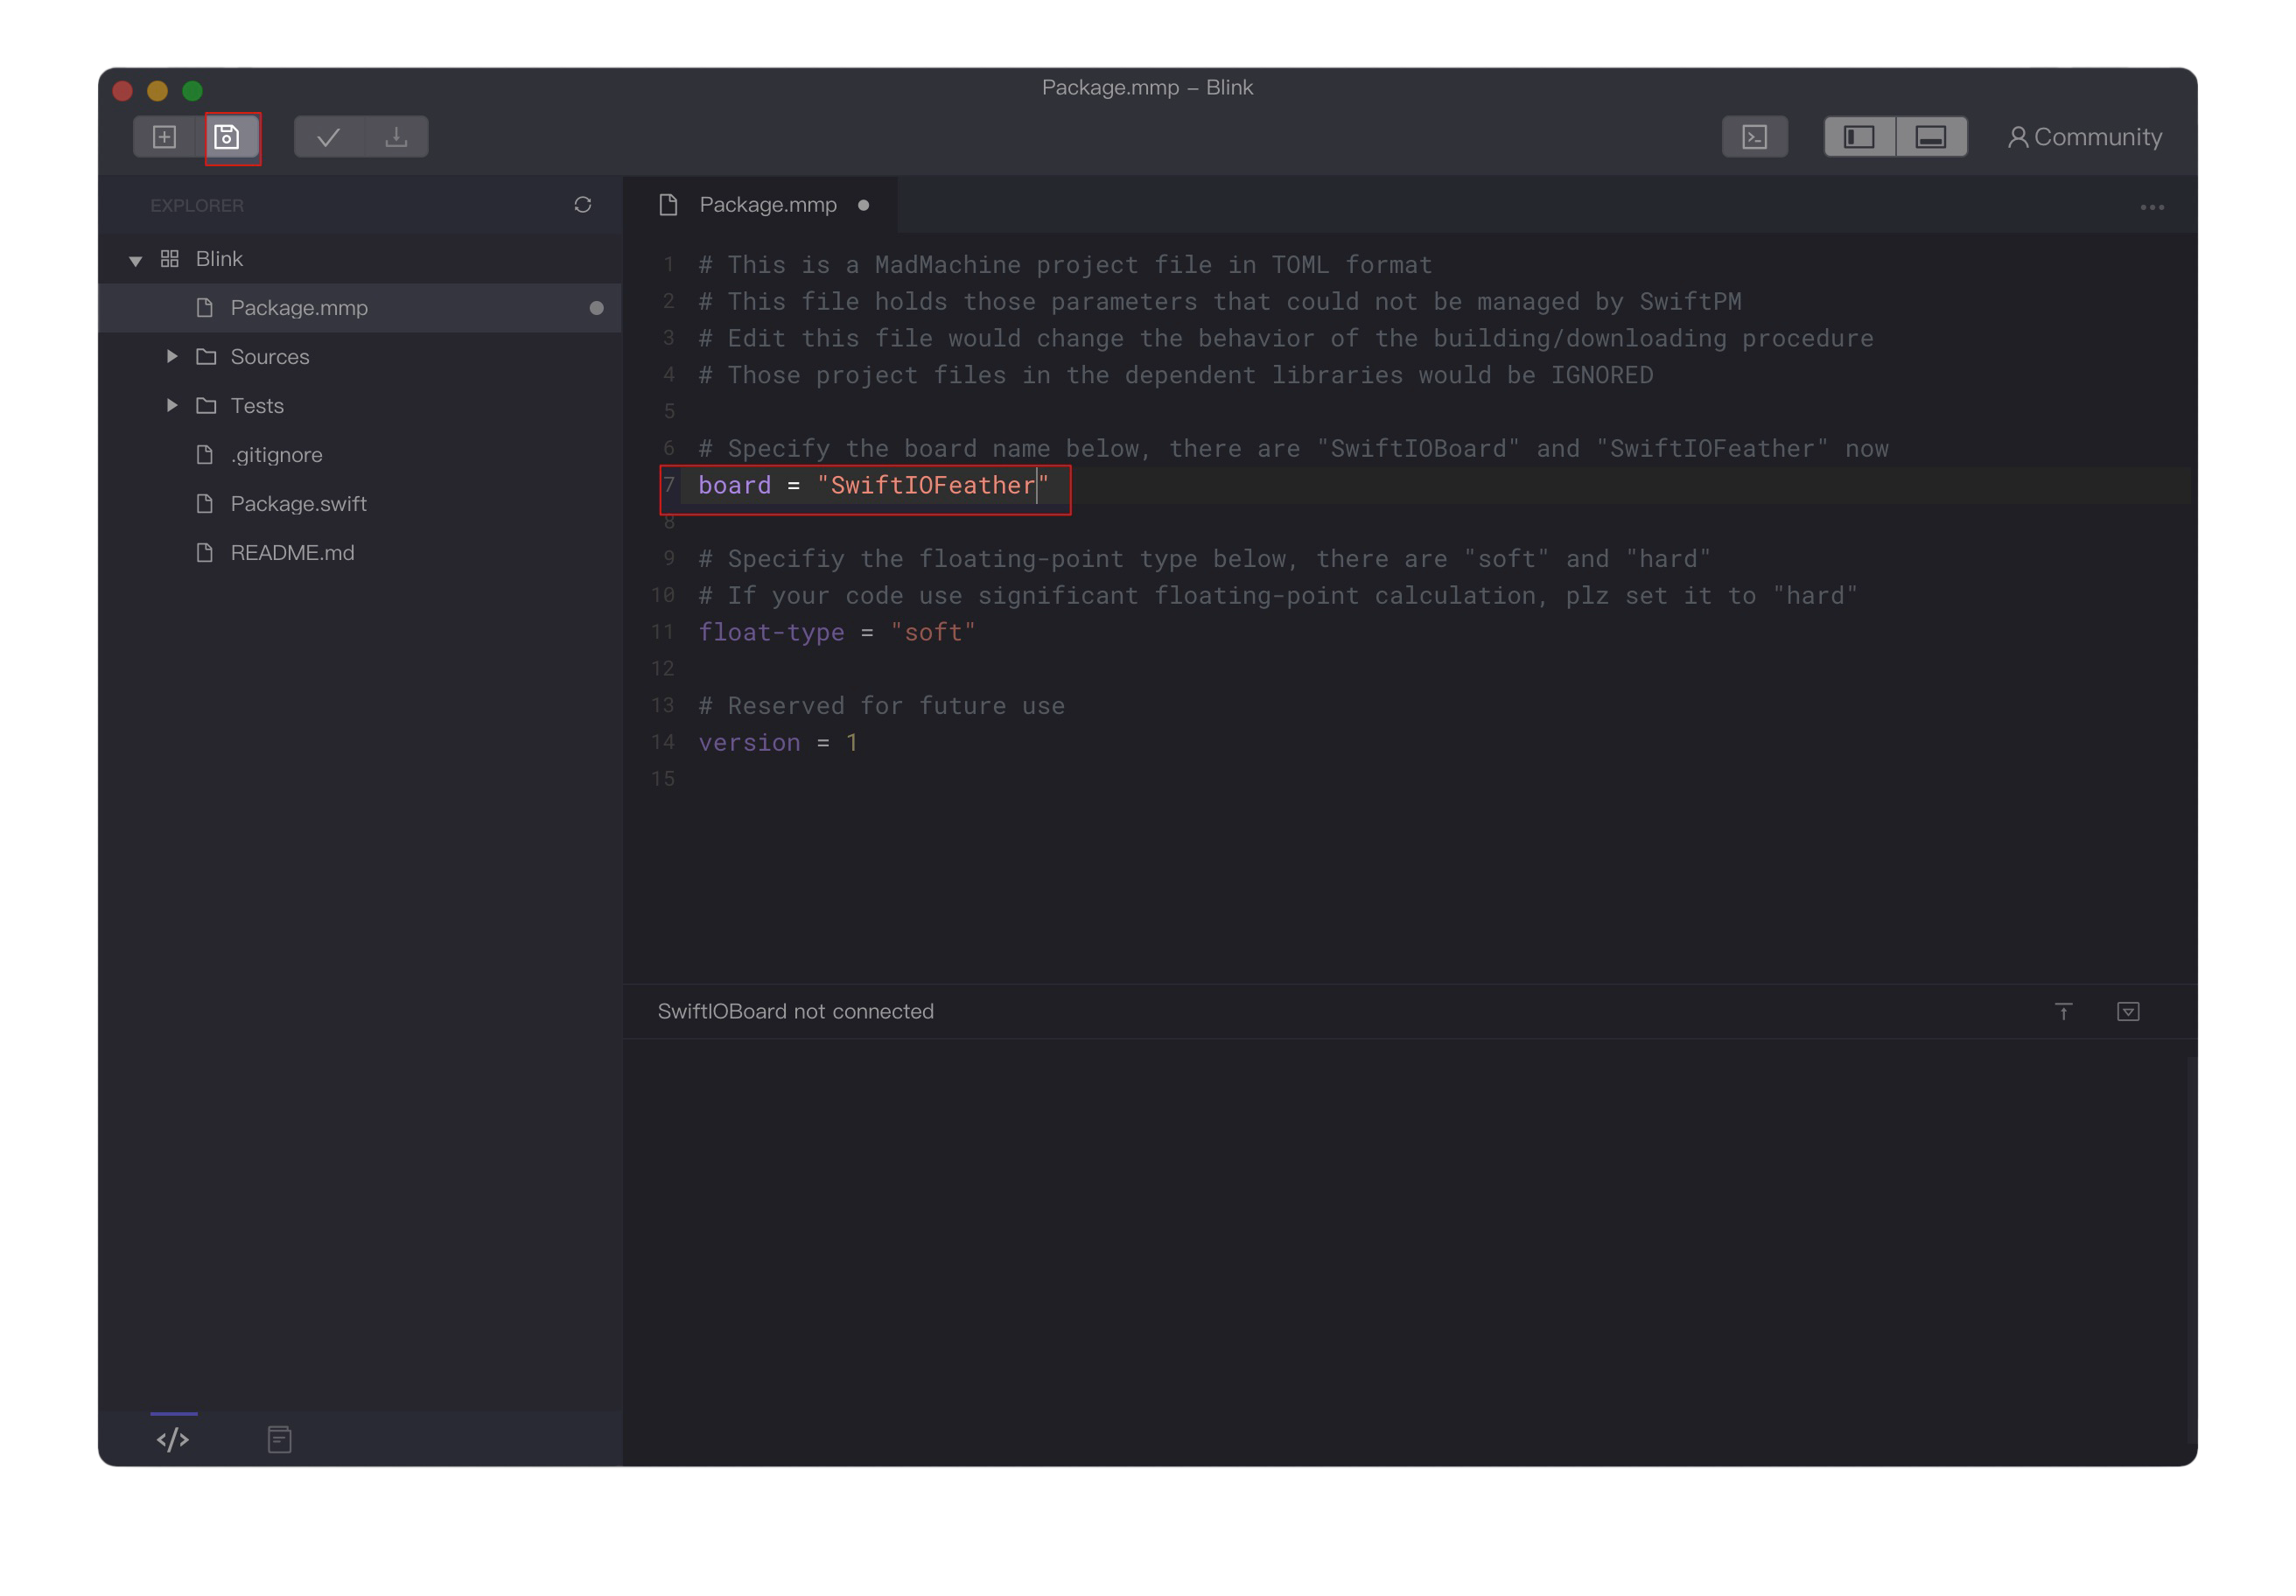 Package.mmp – Blink
Community
EXPLORER
Package.mmp
Blink
Package.mmp
Sources
Tests
.gitignore
Package.swift
README.md
1 # This is a MadMachine project file in TOML format
2 # This file holds those parameters that could not be managed by SwiftPM
3 # Edit this file would change the behavior of the building/downloading procedure
4 # Those project files in the dependent libraries would be IGNORED
5
6 # Specify the board name below, there are "SwiftIOBoard" and "SwiftIOFeather" now
7 board = "SwiftIOFeather"
8
9 # Specifiy the floating-point type below, there are "soft" and "hard"
10 # If your code use significant floating-point calculation, plz set it to "hard"
11 float-type = "soft"
12
13 # Reserved for future use
14 version = 1
15
SwiftIOBoard not connected